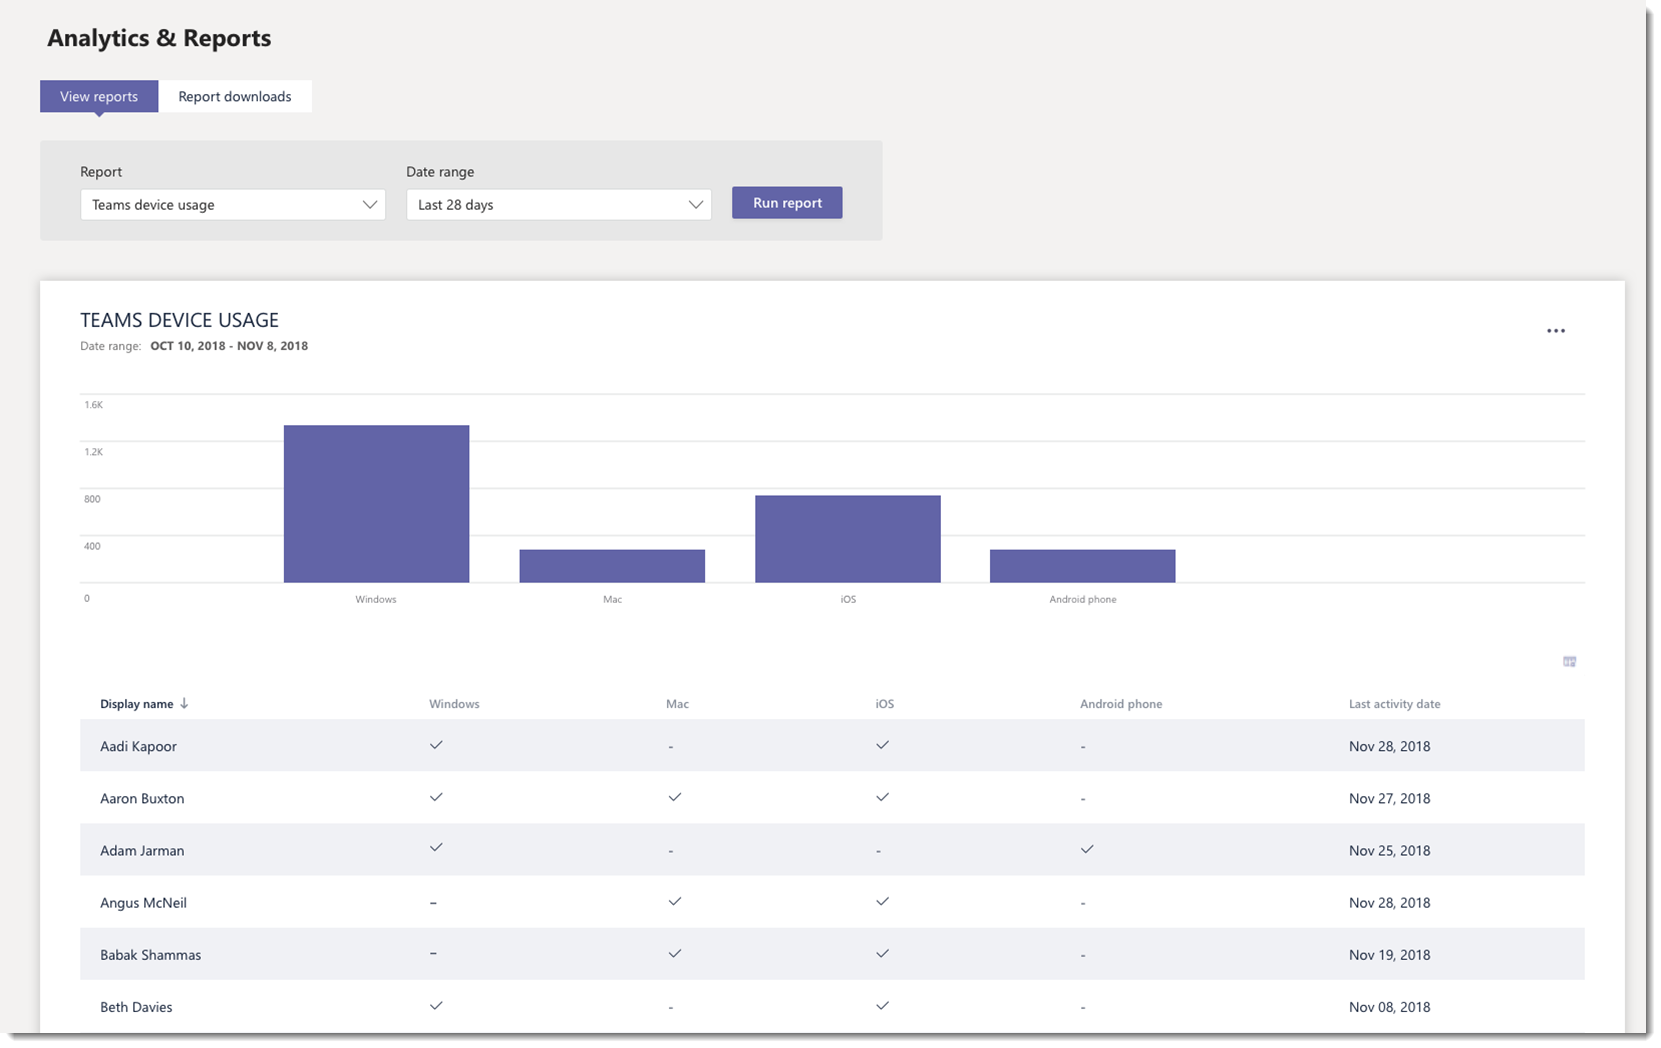 Analytics & Reports
View reports Report downloads
Report Date range
Teams device usage Last 28 days Run report
TEAMS DEVICE USAGE
Date range: OCT 10, 2018 - NOV 8, 2018
1.6K
1.2K
800
400
0 Windows Mac iOS Android phone
Display name ↓ Windows Mac iOS Android phone Last activity date
Aadi Kapoor ✓ - ✓ - Nov 28, 2018
Aaron Buxton ✓ ✓ ✓ - Nov 27, 2018
Adam Jarman ✓ - - ✓ Nov 25, 2018
Angus McNeil - ✓ ✓ - Nov 28, 2018
Babak Shammas - ✓ ✓ - Nov 19, 2018
Beth Davies ✓ - ✓ - Nov 08, 2018